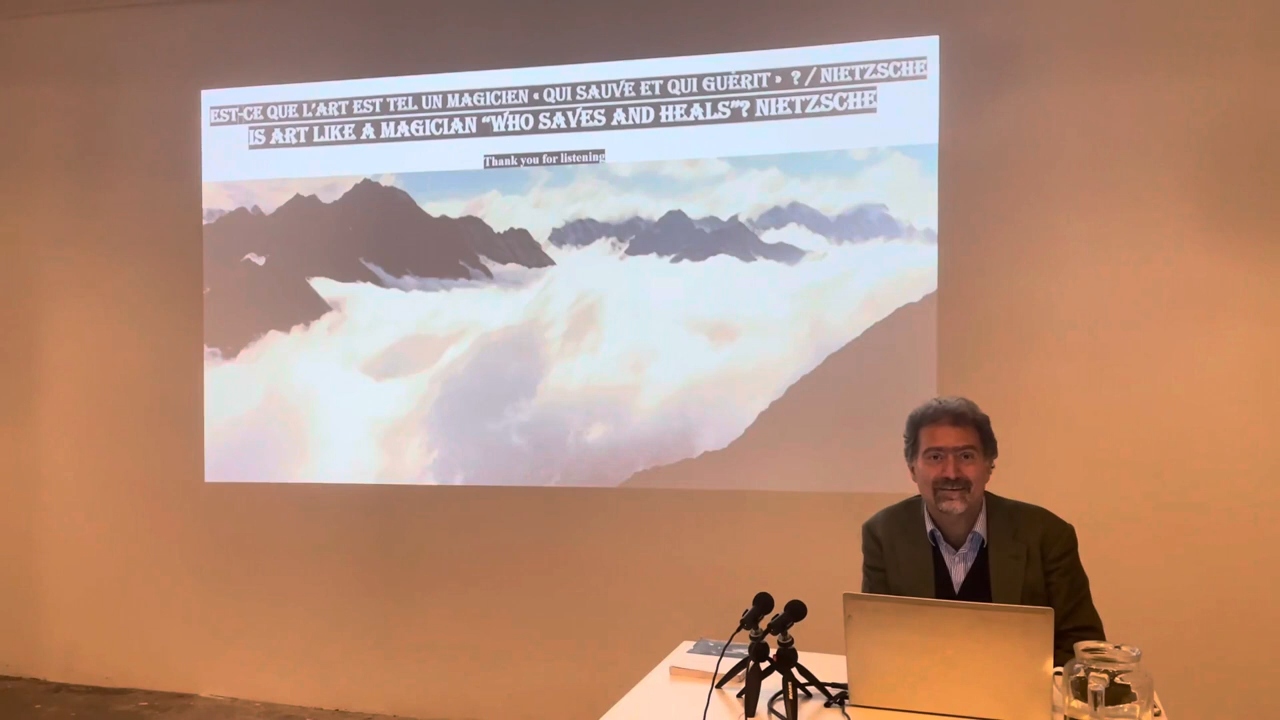 EST-CE QUE L’ART EST TEL UN MAGICIEN « QUI SAUVE ET QUI GUÉRIT »  ? / NIETZSCHE
IS ART LIKE A MAGICIAN “WHO SAVES AND HEALS”? NIETZSCHE
Thank you for listening